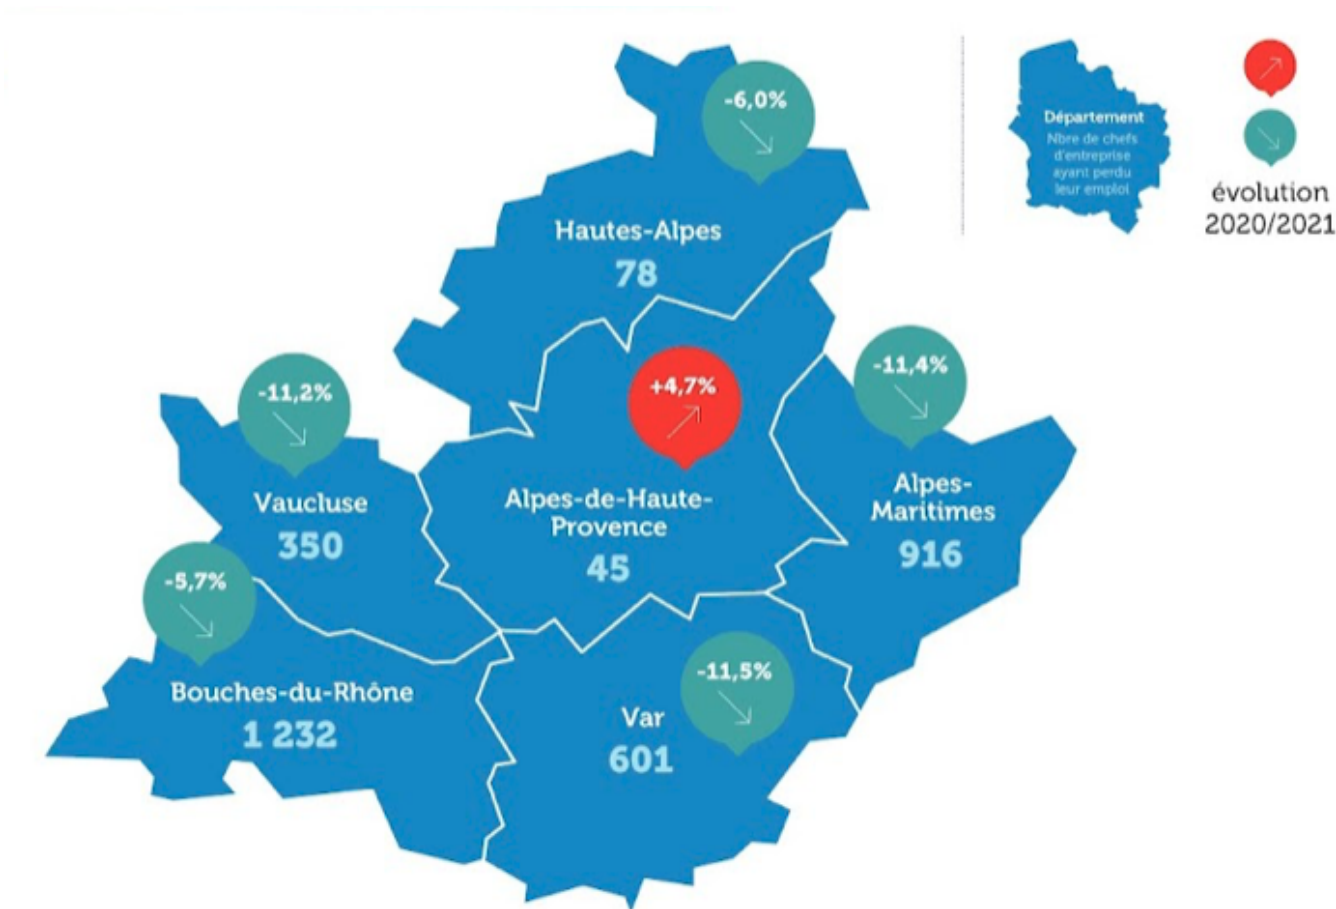 -6,0%
Département
Nbre de chefs
d'entreprise
ayant perdu
leur emploi
évolution
2020/2021
Hautes-Alpes
78
-11,2%
+4,7%
-11,4%
Vaucluse
350
Alpes-de-Haute-
Provence
45
Alpes-
Maritimes
916
-5,7%
Bouches-du-Rhône
1 232
-11,5%
Var
601